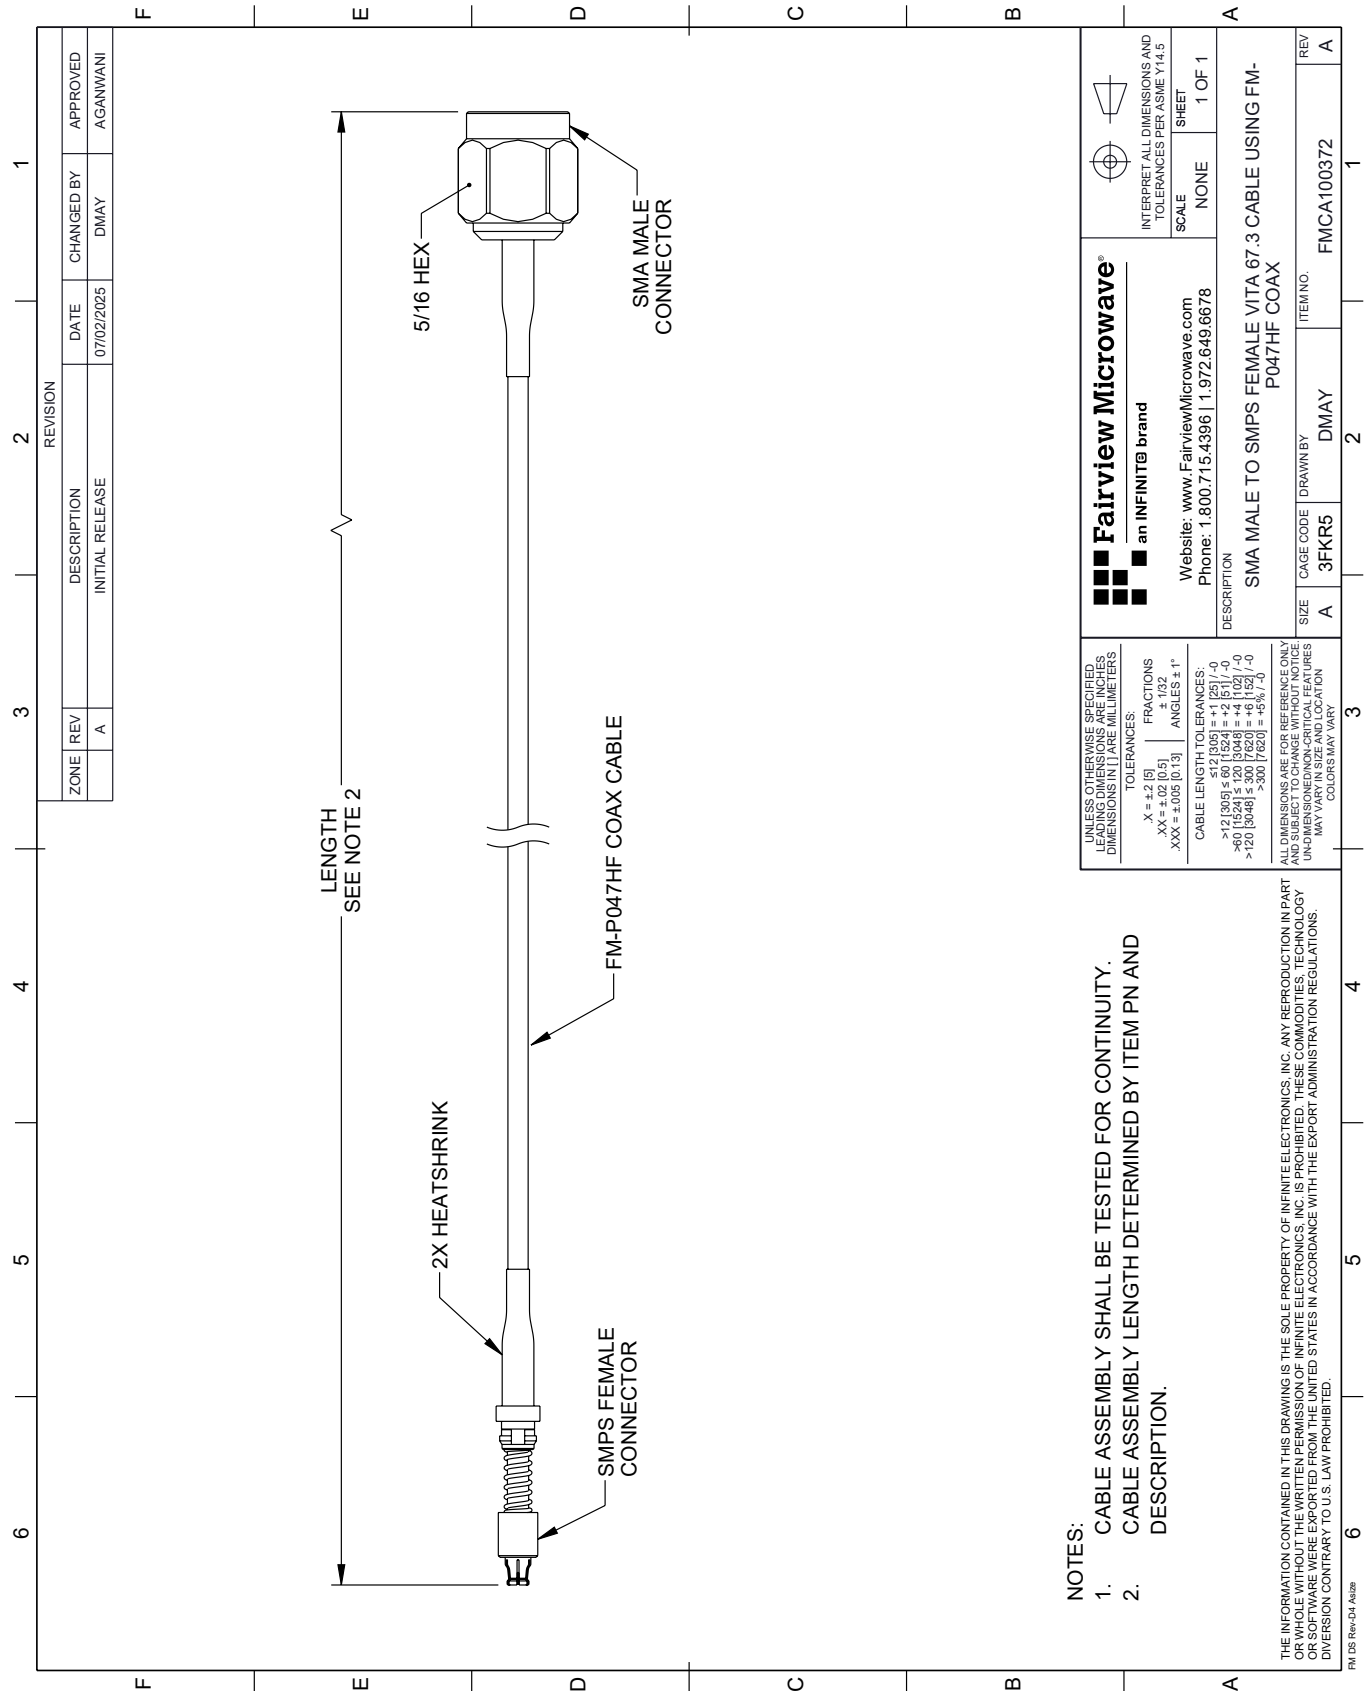 6
5
4
3
2
1
F
E
D
C
B
A
REVISION
ZONE REV DESCRIPTION DATE CHANGED BY APPROVED
A INITIAL RELEASE 07/02/2025 DMAY AGANWANI
LENGTH
SEE NOTE 2
5/16 HEX
2X HEATSHRINK
SMPS FEMALE
CONNECTOR
FM-P047HF COAX CABLE
SMA MALE
CONNECTOR
NOTES:
1. CABLE ASSEMBLY SHALL BE TESTED FOR CONTINUITY.
2. CABLE ASSEMBLY LENGTH DETERMINED BY ITEM PN AND
DESCRIPTION.
THE INFORMATION CONTAINED IN THIS DRAWING IS THE SOLE PROPERTY OF INFINITE ELECTRONICS, INC. ANY REPRODUCTION IN PART
OR WHOLE WITHOUT THE WRITTEN PERMISSION OF INFINITE ELECTRONICS, INC. IS PROHIBITED. THESE COMMODITIES, TECHNOLOGY
OR SOFTWARE WERE EXPORTED FROM THE UNITED STATES IN ACCORDANCE WITH THE EXPORT ADMINISTRATION REGULATIONS.
DIVERSION CONTRARY TO U.S. LAW PROHIBITED.
UNLESS OTHERWISE SPECIFIED
LEADING DIMENSIONS ARE INCHES
DIMENSIONS IN [ ] ARE MILLIMETERS
TOLERANCES:
.X = ±.2 [5]
.XX = ±.02 [0.5]
.XXX = ±.005 [0.13]
FRACTIONS
± 1/32
ANGLES ± 1°
CABLE LENGTH TOLERANCES:
≤12 [305] = +1 [25] / -0
>12 [305] ≤ 60 [1524] = +2 [51] / -0
>60 [1524] ≤ 120 [3048] = +4 [102] / -0
>120 [3048] ≤ 300 [7620] = +6 [152] / -0
>300 [7620] = +5% / -0
ALL DIMENSIONS ARE FOR REFERENCE ONLY
AND SUBJECT TO CHANGE WITHOUT NOTICE.
UN-DIMENSIONED/NON-CRITICAL FEATURES
MAY VARY IN SIZE AND LOCATION
COLORS MAY VARY
Fairview Microwave®
an INFINIT@ brand
Website: www.FairviewMicrowave.com
Phone: 1.800.715.4396 | 1.972.649.6678
INTERPRET ALL DIMENSIONS AND
TOLERANCES PER ASME Y14.5
SCALE
NONE
SHEET
1 OF 1
DESCRIPTION
SMA MALE TO SMPS FEMALE VITA 67.3 CABLE USING FM-
P047HF COAX
SIZE
A
CAGE CODE
3FKR5
DRAWN BY
DMAY
ITEM NO.
FMCA100372
REV
A
F
E
D
C
B
A
6
5
4
3
2
1
FM DS Rev-D4 Asize